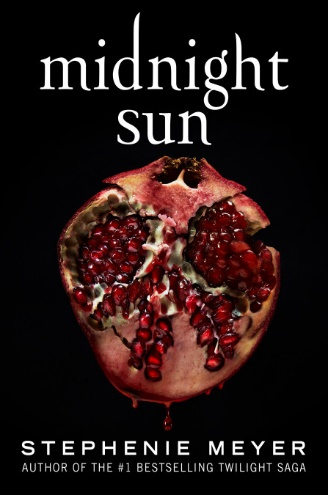 midnight
sun
STEPHENIE MEYER
AUTHOR OF THE #1 BESTSELLING TWILIGHT SAGA